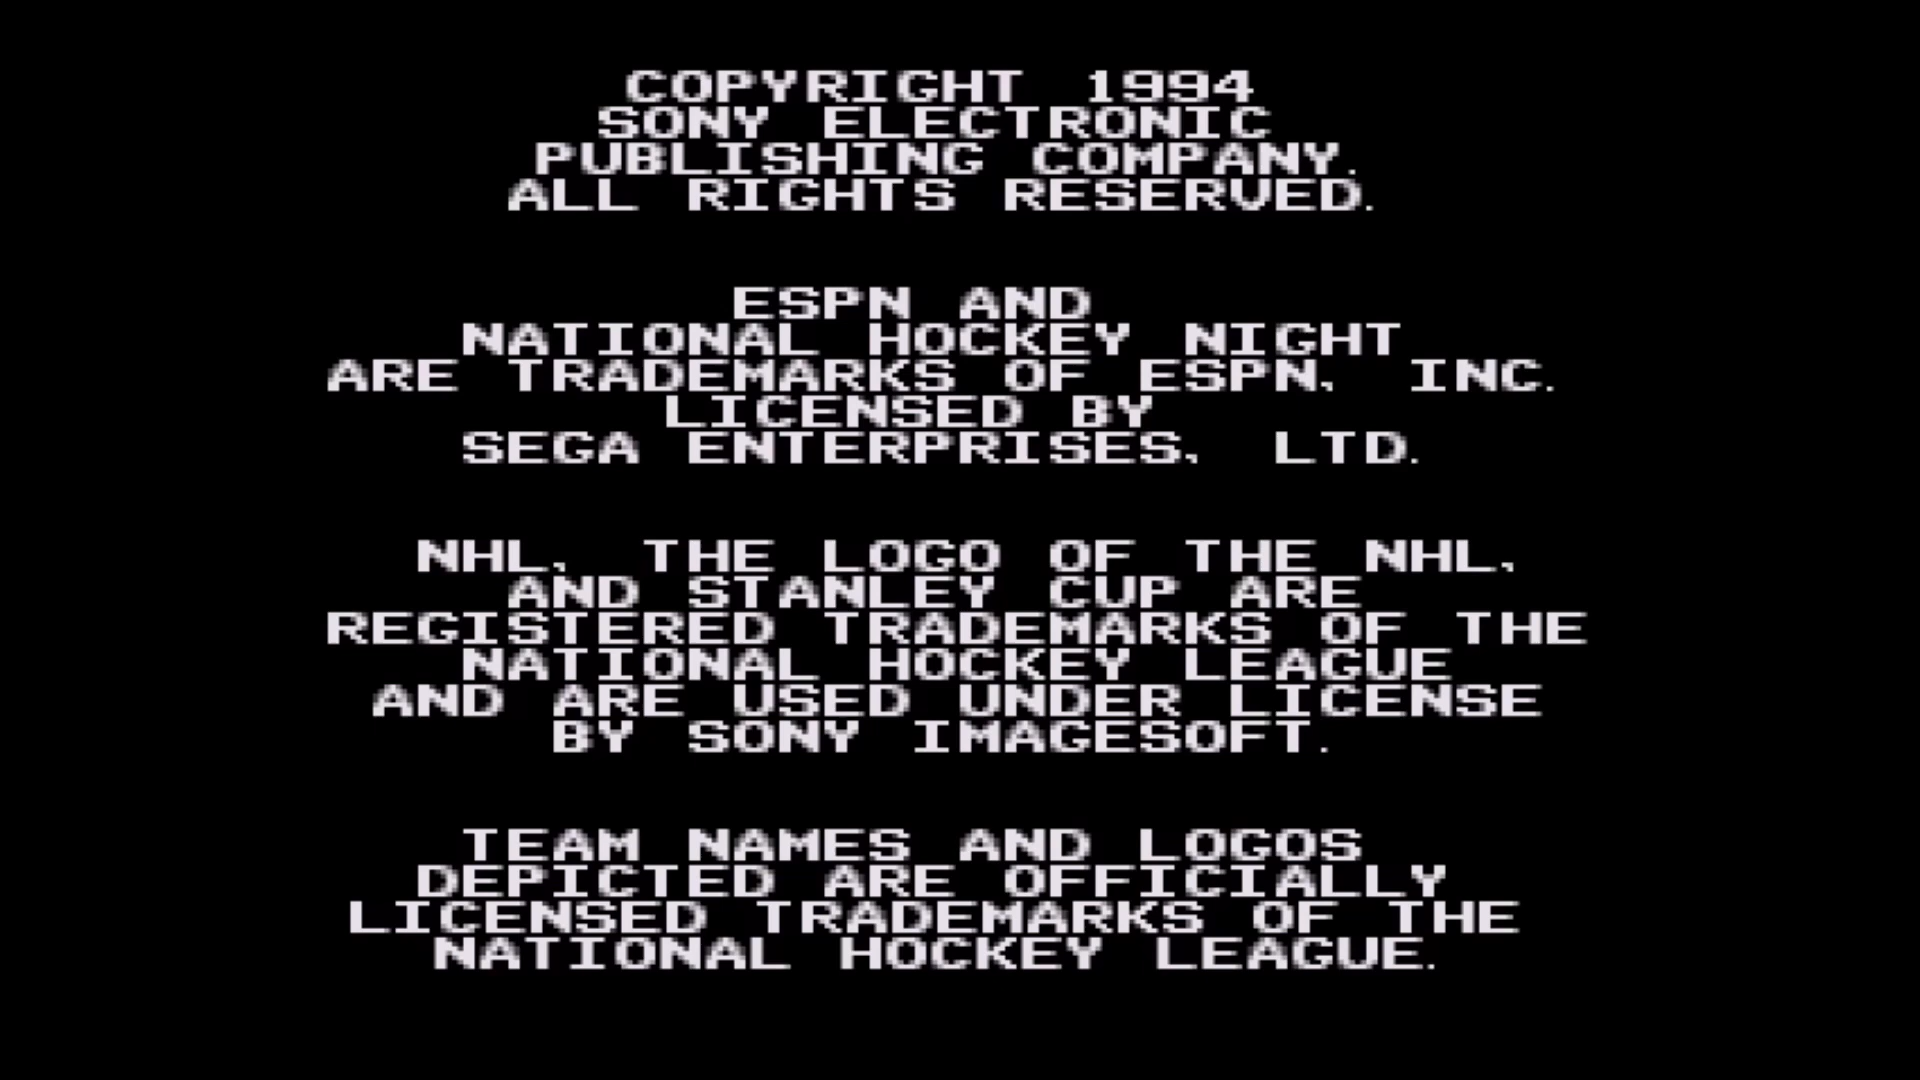 COPYRIGHT 1994
SONY ELECTRONIC
PUBLISHING COMPANY.
ALL RIGHTS RESERVED.
ESPN AND
NATIONAL HOCKEY NIGHT
ARE TRADEMARKS OF ESPN, INC.
LICENSED BY
SEGA ENTERPRISES, LTD.
NHL, THE LOGO OF THE NHL,
AND STANLEY CUP ARE
REGISTERED TRADEMARKS OF THE
NATIONAL HOCKEY LEAGUE
AND ARE USED UNDER LICENSE
BY SONY IMAGESOFT.
TEAM NAMES AND LOGOS
DEPICTED ARE OFFICIALLY
LICENSED TRADEMARKS OF THE
NATIONAL HOCKEY LEAGUE.